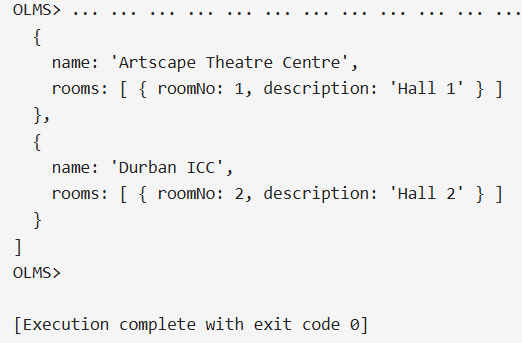 OLMS> ... ... ... ... ... ... ... ... ... ... ... ...
  {
    name: 'Artscape Theatre Centre',
    rooms: [ { roomNo: 1, description: 'Hall 1' } ]
  },
  {
    name: 'Durban ICC',
    rooms: [ { roomNo: 2, description: 'Hall 2' } ]
  }
]
OLMS>
[Execution complete with exit code 0]